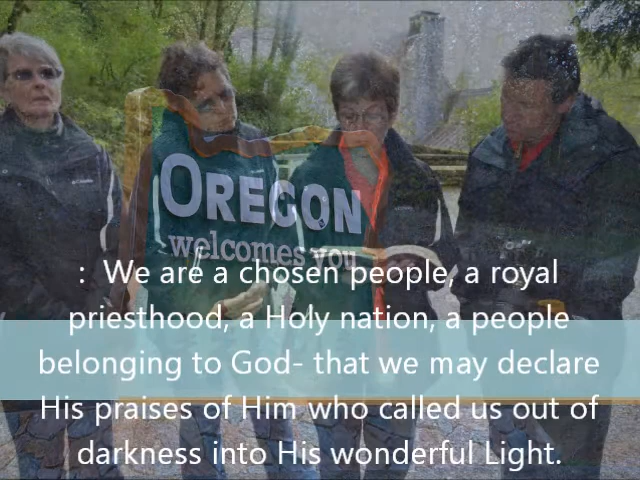 OREGON
welcomes you
: We are a chosen people, a royal
priesthood, a Holy nation, a people
belonging to God- that we may declare
His praises of Him who called us out of
darkness into His wonderful Light.